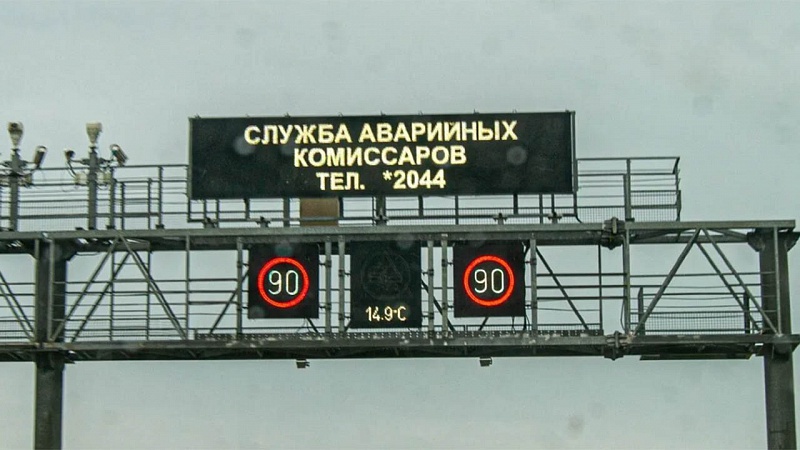 СЛУЖБА АВАРИЙНЫХ
КОМИССАРОВ
ТЕЛ. *2044
90
14.9°C
90